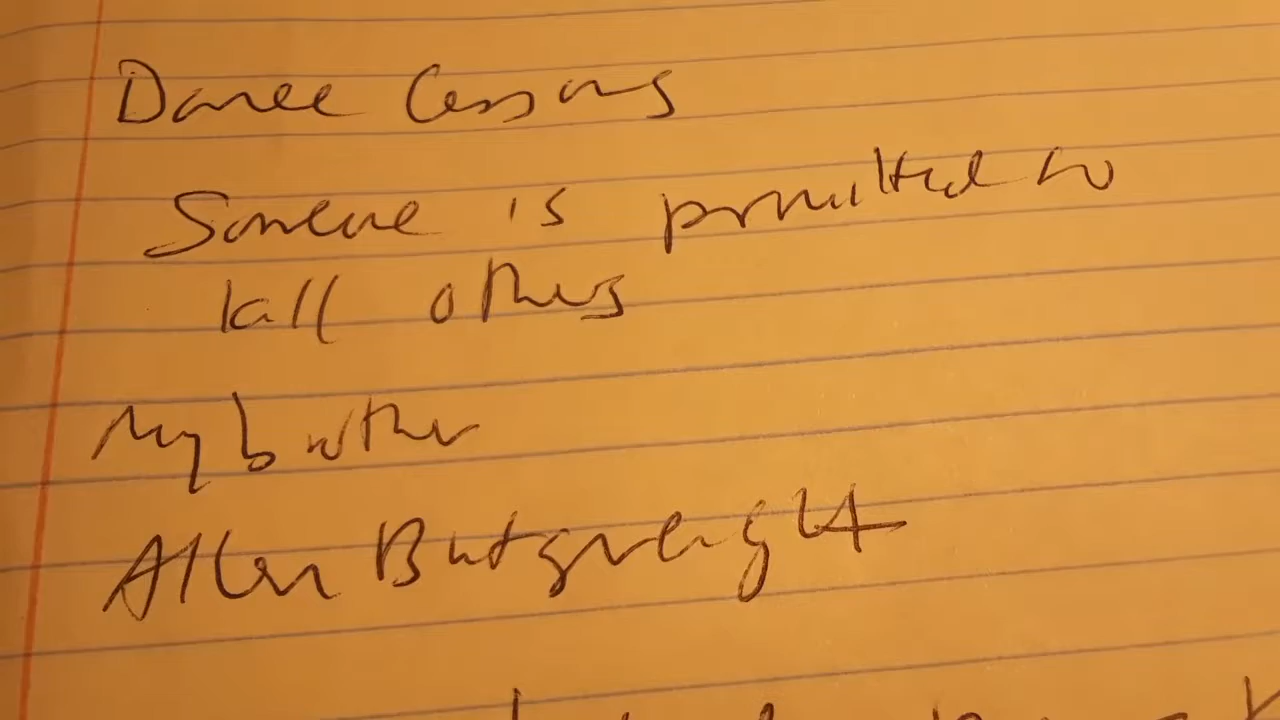 Dance Lessons
Someone is permitted to
kill others
My brother
Allen